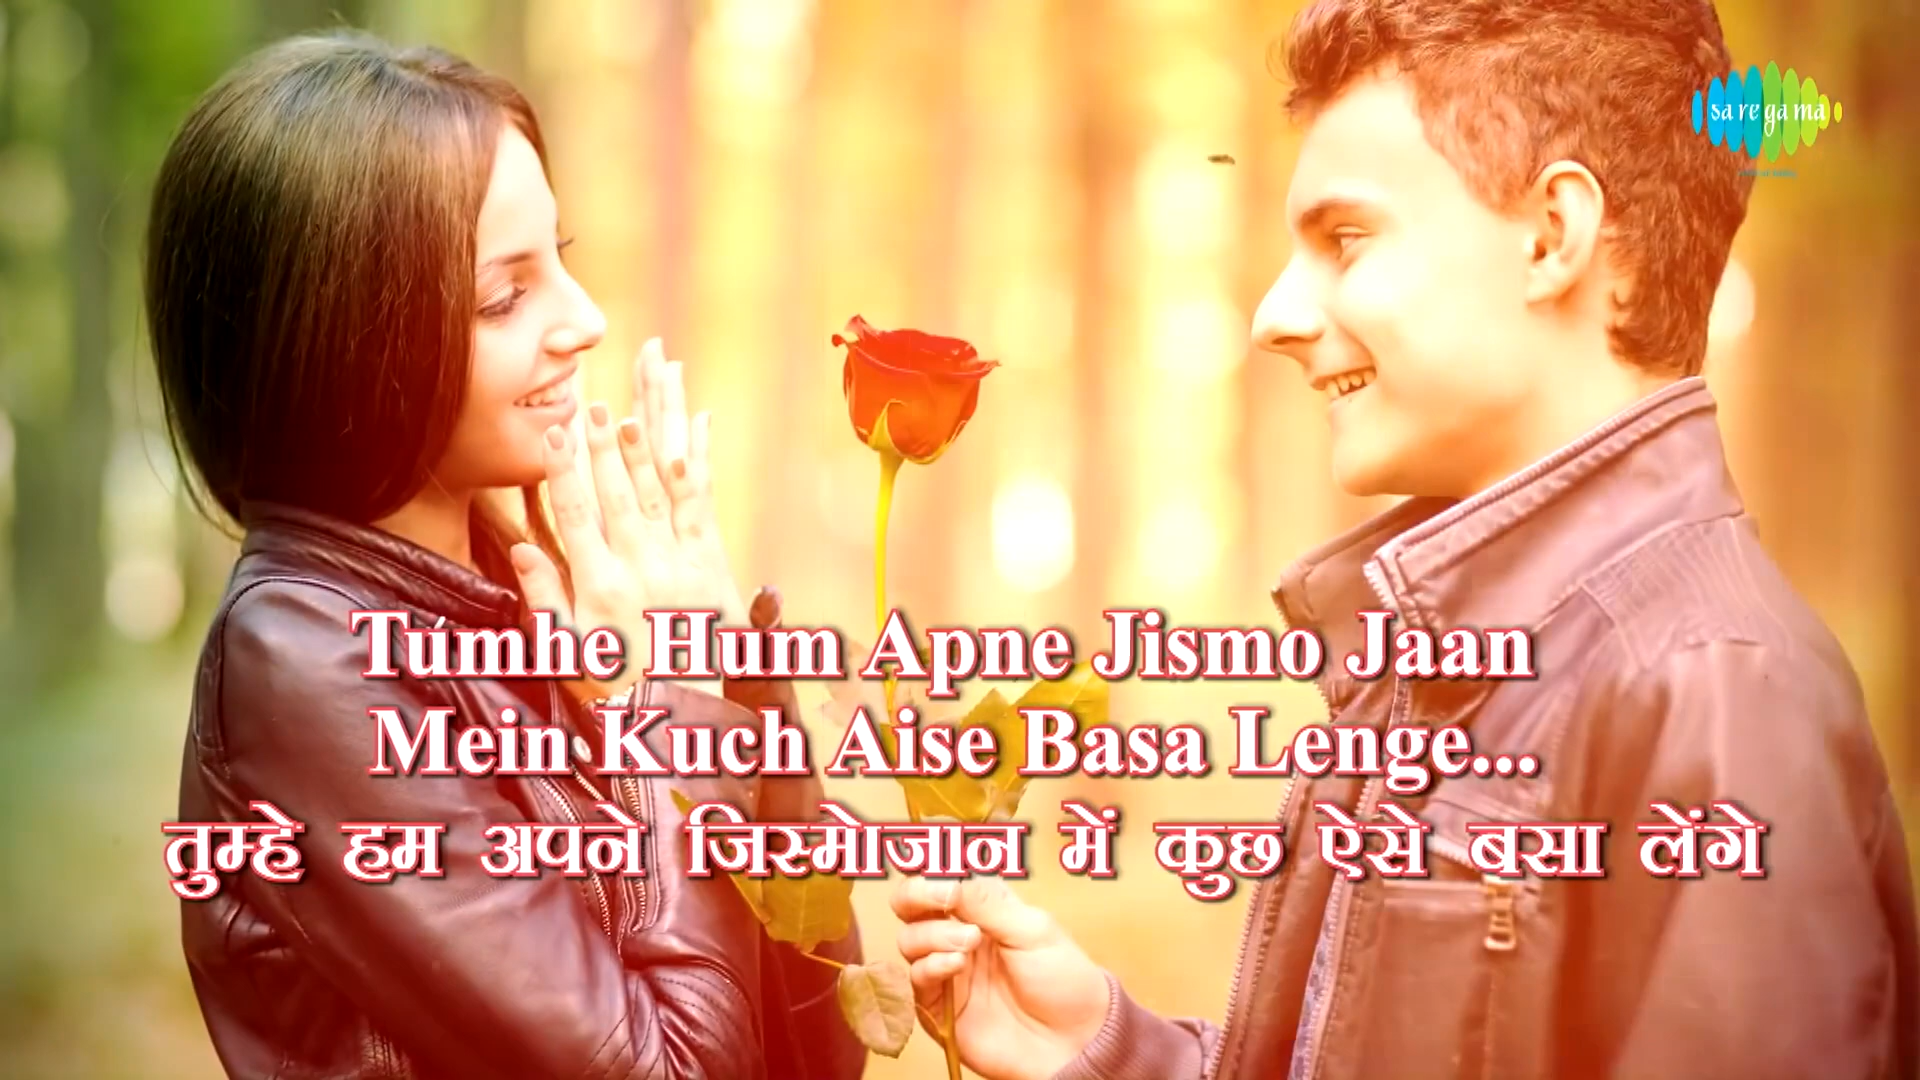 sa re ga ma
Tumhe Hum Apne Jismo Jaan
Mein Kuch Aise Basa Lenge...
तुम्हे हम अपने जिस्मोजान में कुछ ऐसे बसा लेंगे